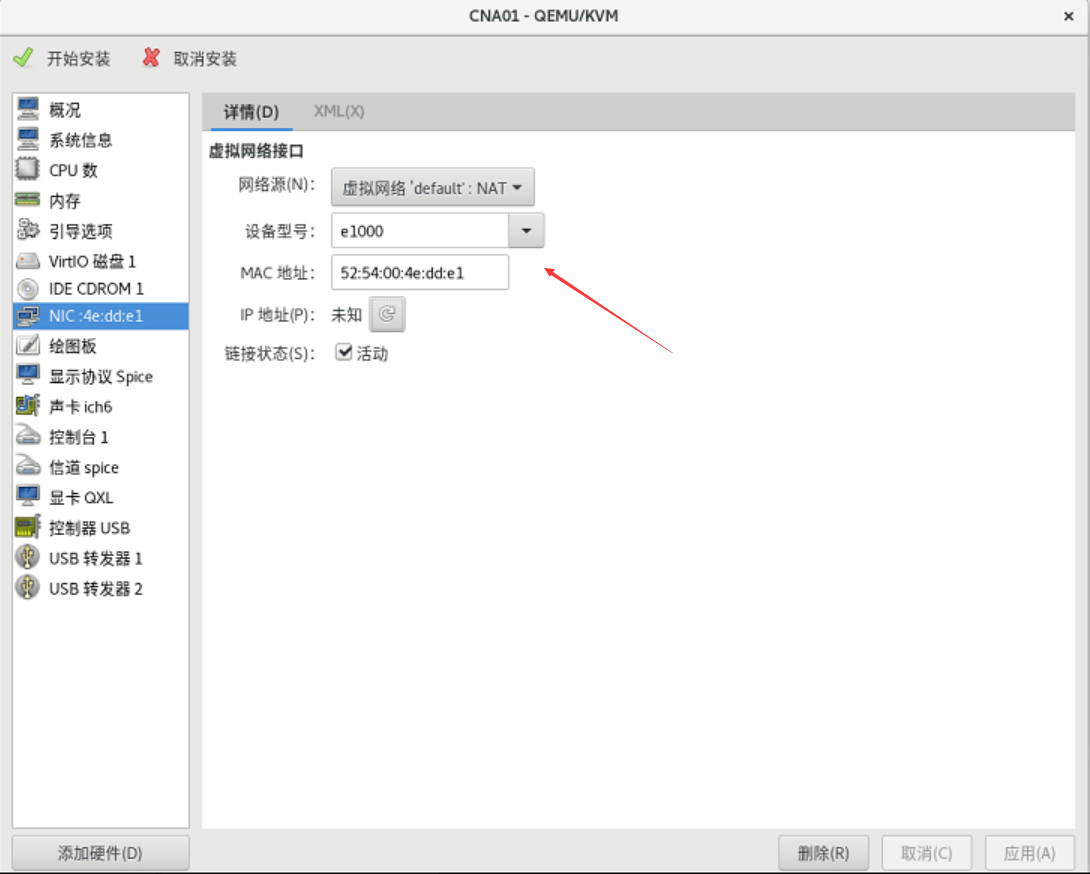 CNA01 - QEMU/KVM
开始安装 取消安装
概况
系统信息
CPU 数
内存
引导选项
VirtIO 磁盘 1
IDE CDROM 1
NIC :4e:dd:e1
绘图板
显示协议 Spice
声卡 ich6
控制台 1
信道 spice
显卡 QXL
控制器 USB
USB 转发器 1
USB 转发器 2
添加硬件(D)
详情(D) XML(X)
虚拟网络接口
网络源(N): 虚拟网络 'default' : NAT
设备型号: e1000
MAC 地址: 52:54:00:4e:dd:e1
IP 地址(P): 未知
链接状态(S): 活动
删除(R) 取消(C) 应用(A)